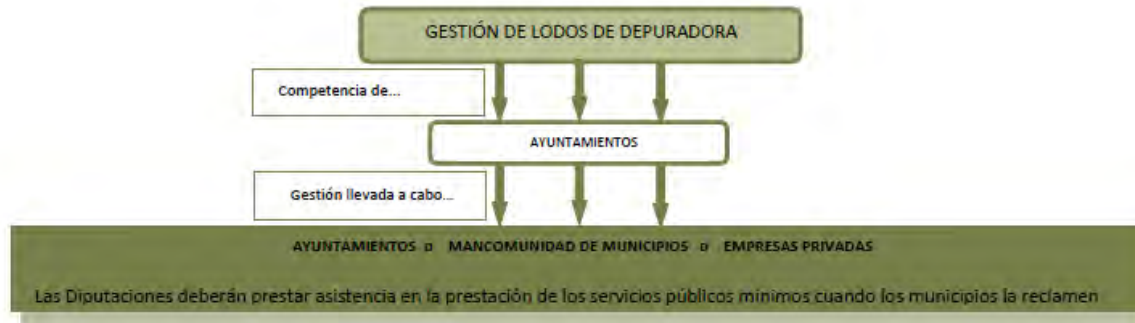 GESTIÓN DE LODOS DE DEPURADORA
Competencia de...
AYUNTAMIENTOS
Gestión llevada a cabo...
AYUNTAMIENTOS o MANCOMUNIDAD DE MUNICIPIOS o EMPRESAS PRIVADAS
Las Diputaciones deberán prestar asistencia en la prestación de los servicios públicos mínimos cuando los municipios la reclamen